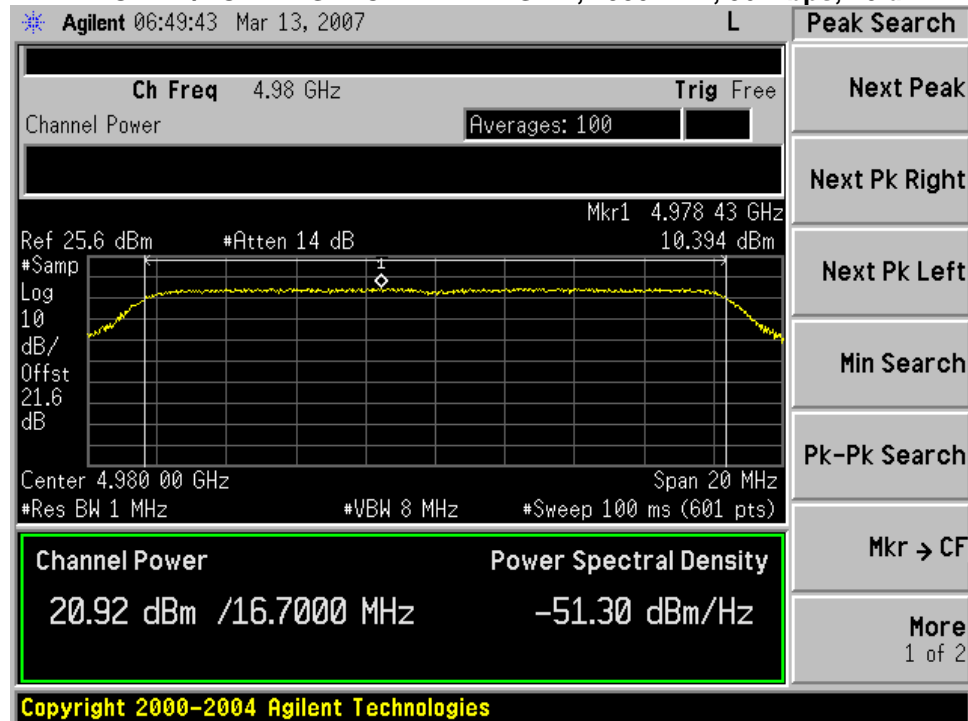 Agilent 06:49:43 Mar 13, 2007 L Peak Search
Ch Freq 4.98 GHz Trig Free
Channel Power Averages: 100
Mkr1 4.978 43 GHz
Ref 25.6 dBm #Atten 14 dB 10.394 dBm
#Samp
Log
10
dB/
Offst
21.6
dB
1
Center 4.980 00 GHz Span 20 MHz
#Res BW 1 MHz #VBW 8 MHz #Sweep 100 ms (601 pts)
Channel Power Power Spectral Density
20.92 dBm /16.7000 MHz -51.30 dBm/Hz
Next Peak
Next Pk Right
Next Pk Left
Min Search
Pk-Pk Search
Mkr → CF
More
1 of 2
Copyright 2000-2004 Agilent Technologies